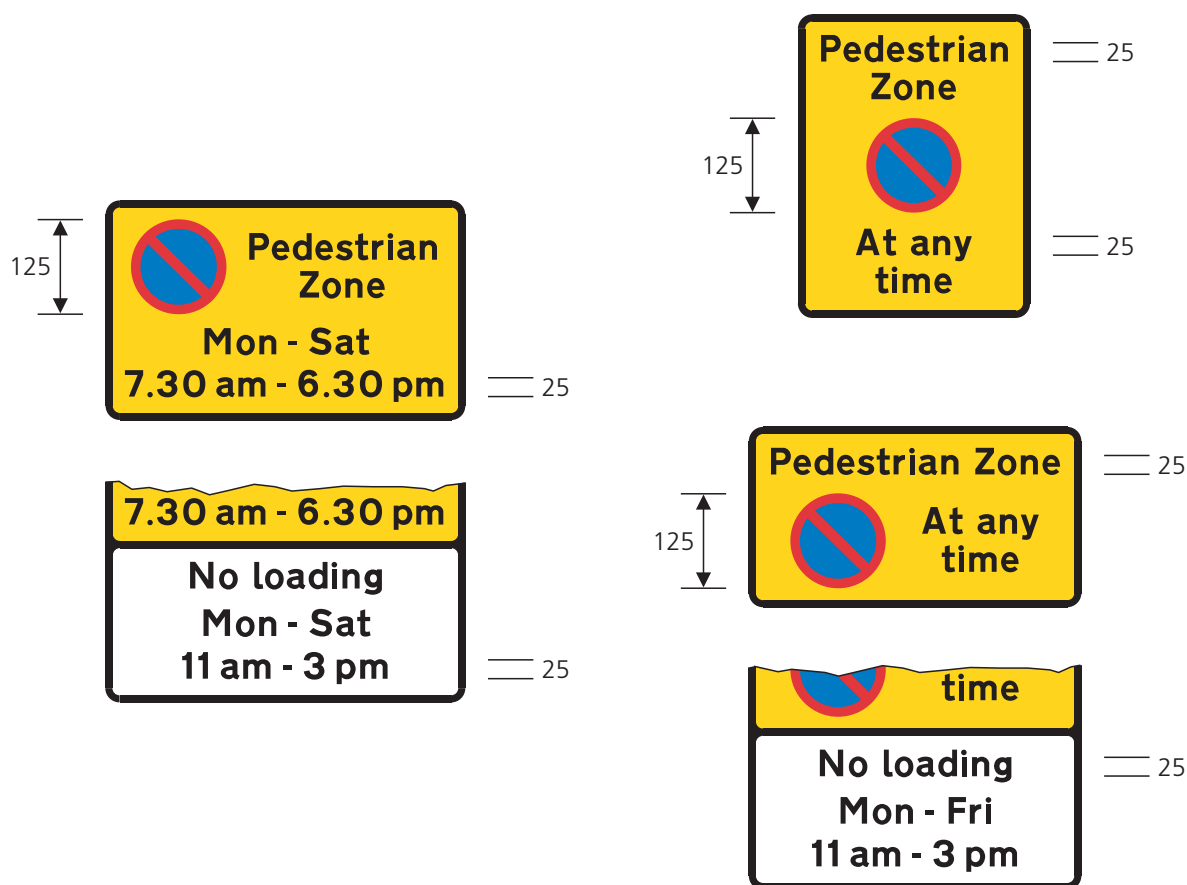 125
Pedestrian
Zone
Mon - Sat
7.30 am - 6.30 pm
25
7.30 am - 6.30 pm
No loading
Mon - Sat
11 am - 3 pm
25
Pedestrian
Zone
25
125
At any
time
25
Pedestrian Zone
25
125
At any
time
time
No loading
25
Mon - Fri
11 am - 3 pm